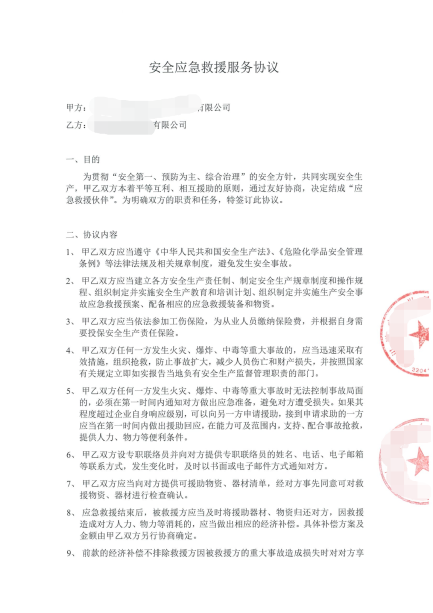 安全应急救援服务协议
甲方：
有限公司
乙方：
有限公司
一、目的
为贯彻“安全第一、预防为主、综合治理”的安全方针，共同实现安全生
产，甲乙双方本着平等互利、相互援助的原则，通过友好协商，决定结成“应
急救援伙伴”。为明确双方的职责和任务，特签订此协议。
二、协议内容
1、甲乙双方应当遵守《中华人民共和国安全生产法》、《危险化学品安全管理
条例》等法律法规及相关规章制度，避免发生安全事故。
2、甲乙双方应当建立各方安全生产责任制、制定安全生产规章制度和操作规
程、组织制定并实施安全生产教育和培训计划、组织制定并实施生产安全事
故应急救援预案、配备相应的应急救援装备和物资。
3、甲乙双方应当依法参加工伤保险，为从业人员缴纳保险费，并根据自身需
要投保安全生产责任保险。
4、甲乙双方任何一方发生火灾、爆炸、中毒等重大事故的，应当迅速采取有
效措施，组织抢救，防止事故扩大，减少人员伤亡和财产损失，并按照国家
有关规定立即如实报告当地负有安全生产监督管理职责的部门。
5、甲乙双方任何一方发生火灾、爆炸、中毒等重大事故时无法控制事故局面
的，必须在第一时间内通知对方做出应急准备，避免对方遭受损失。如果其
程度超过企业自身响应级别，可以向另一方申请援助，接到申请求助的一方
应当在第一时间内做出援助回应，在能力可及范围内，支持、配合事故抢救，
提供人力、物力等便利条件。
6、甲乙双方设专职联络员并向对方提供专职联络员的姓名、电话、电子邮箱
等联系方式，发生变化时，及时以书面或电子邮件方式通知对方。
7、甲乙双方应当向对方提供可援助物资、器材清单，经对方事先同意可对救
援物资、器材进行检查确认。
8、应急救援结束后，被救援方应当及时将援助器材、物资归还对方，因救援
造成对方人力、物力等消耗的，应当做出相应的经济补偿。具体补偿方案及
金额由甲乙双方另行协商确定。
9、前款的经济补偿不排除救援方因被救援方的重大事故造成损失时对对方享